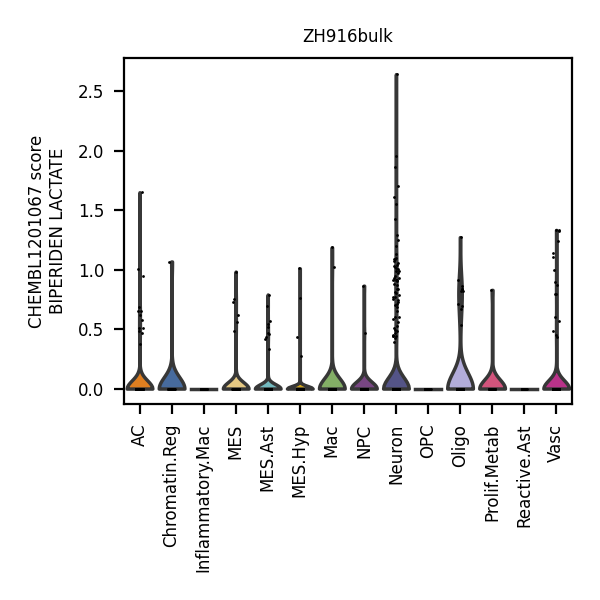 ZH916bulk
CHEMBL1201067 score
BIPERIDEN LACTATE
2.5
2.0
1.5
1.0
0.5
0.0
AC
Chromatin.Reg
Inflammatory.Mac
MES
MES.Ast
MES.Hyp
Mac
NPC
Neuron
OPC
Oligo
Prolif.Metab
Reactive.Ast
Vasc